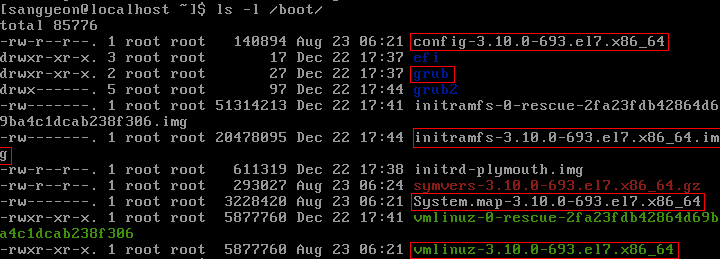 [sangyeon@localhost ~]$ ls -l /boot/
total 85776
-rw-r--r--. 1 root root   140894 Aug 23 06:21 config-3.10.0-693.el7.x86_64
drwxr-xr-x. 3 root root       17 Dec 22 17:37 efi
drwxr-xr-x. 2 root root       27 Dec 22 17:37 grub
drwx------. 5 root root       97 Dec 22 17:44 grub2
-rw-------. 1 root root 51314213 Dec 22 17:41 initramfs-0-rescue-2fa23fdb42864d6
9ba4c1dcab238f306.img
-rw-------. 1 root root 20478095 Dec 22 17:44 initramfs-3.10.0-693.el7.x86_64.im
g
-rw-r--r--. 1 root root   611319 Dec 22 17:38 initrd-plymouth.img
-rw-r--r--. 1 root root   293027 Aug 23 06:24 symvers-3.10.0-693.el7.x86_64.gz
-rw-------. 1 root root  3228420 Aug 23 06:21 System.map-3.10.0-693.el7.x86_64
-rwxr-xr-x. 1 root root  5877760 Dec 22 17:41 vmlinuz-0-rescue-2fa23fdb42864d69b
a4c1dcab238f306
-rwxr-xr-x. 1 root root  5877760 Aug 23 06:21 vmlinuz-3.10.0-693.el7.x86_64